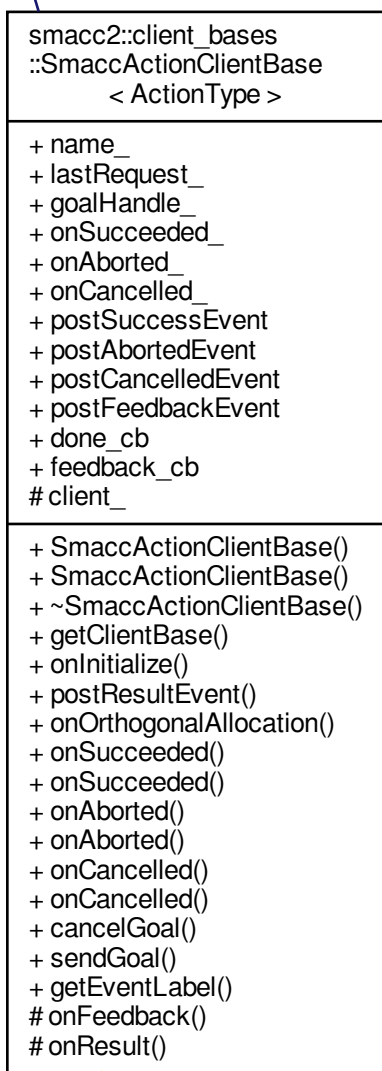 smacc2::client_bases
::SmaccActionClientBase
< ActionType >
+ name_
+ lastRequest_
+ goalHandle_
+ onSucceeded_
+ onAborted_
+ onCancelled_
+ postSuccessEvent
+ postAbortedEvent
+ postCancelledEvent
+ postFeedbackEvent
+ done_cb
+ feedback_cb
# client_
+ SmaccActionClientBase()
+ SmaccActionClientBase()
+ ~SmaccActionClientBase()
+ getClientBase()
+ onInitialize()
+ postResultEvent()
+ onOrthogonalAllocation()
+ onSucceeded()
+ onSucceeded()
+ onAborted()
+ onAborted()
+ onCancelled()
+ onCancelled()
+ cancelGoal()
+ sendGoal()
+ getEventLabel()
# onFeedback()
# onResult()